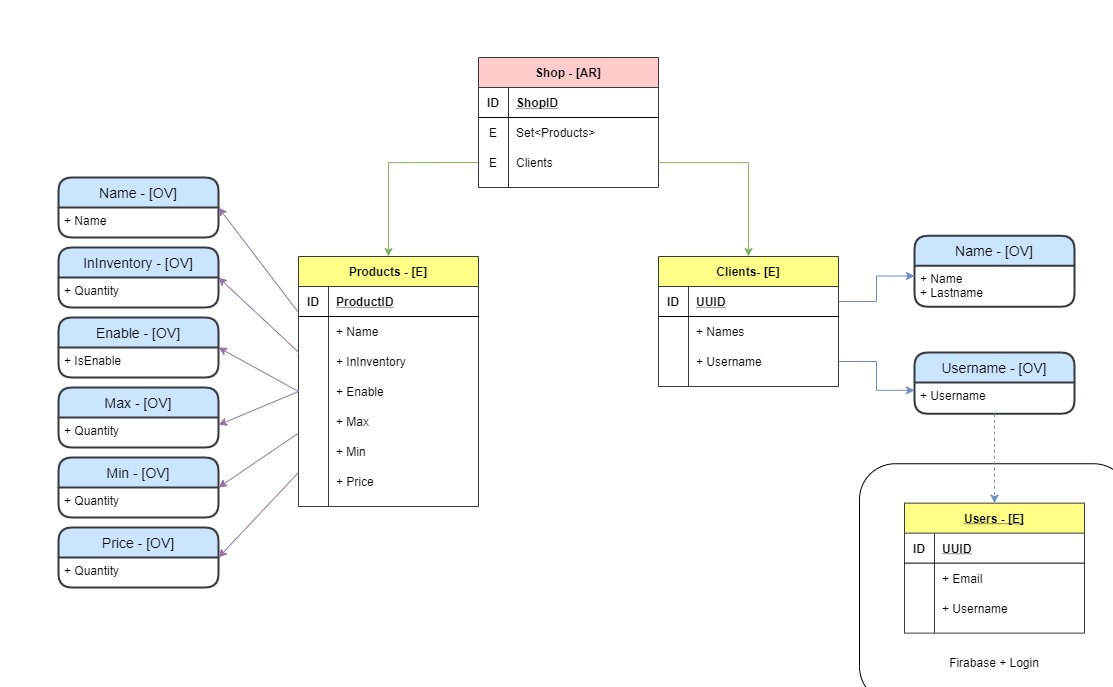 Shop - [AR]
ID ShopID
E Set<Products>
E Clients
Name - [OV]
+ Name
InInventory - [OV]
+ Quantity
Enable - [OV]
+ IsEnable
Max - [OV]
+ Quantity
Min - [OV]
+ Quantity
Price - [OV]
+ Quantity
Products - [E]
ID ProductID
+ Name
+ InInventory
+ Enable
+ Max
+ Min
+ Price
Clients- [E]
ID UUID
+ Names
+ Username
Name - [OV]
+ Name
+ Lastname
Username - [OV]
+ Username
Users - [E]
ID UUID
+ Email
+ Username
Firabase + Login